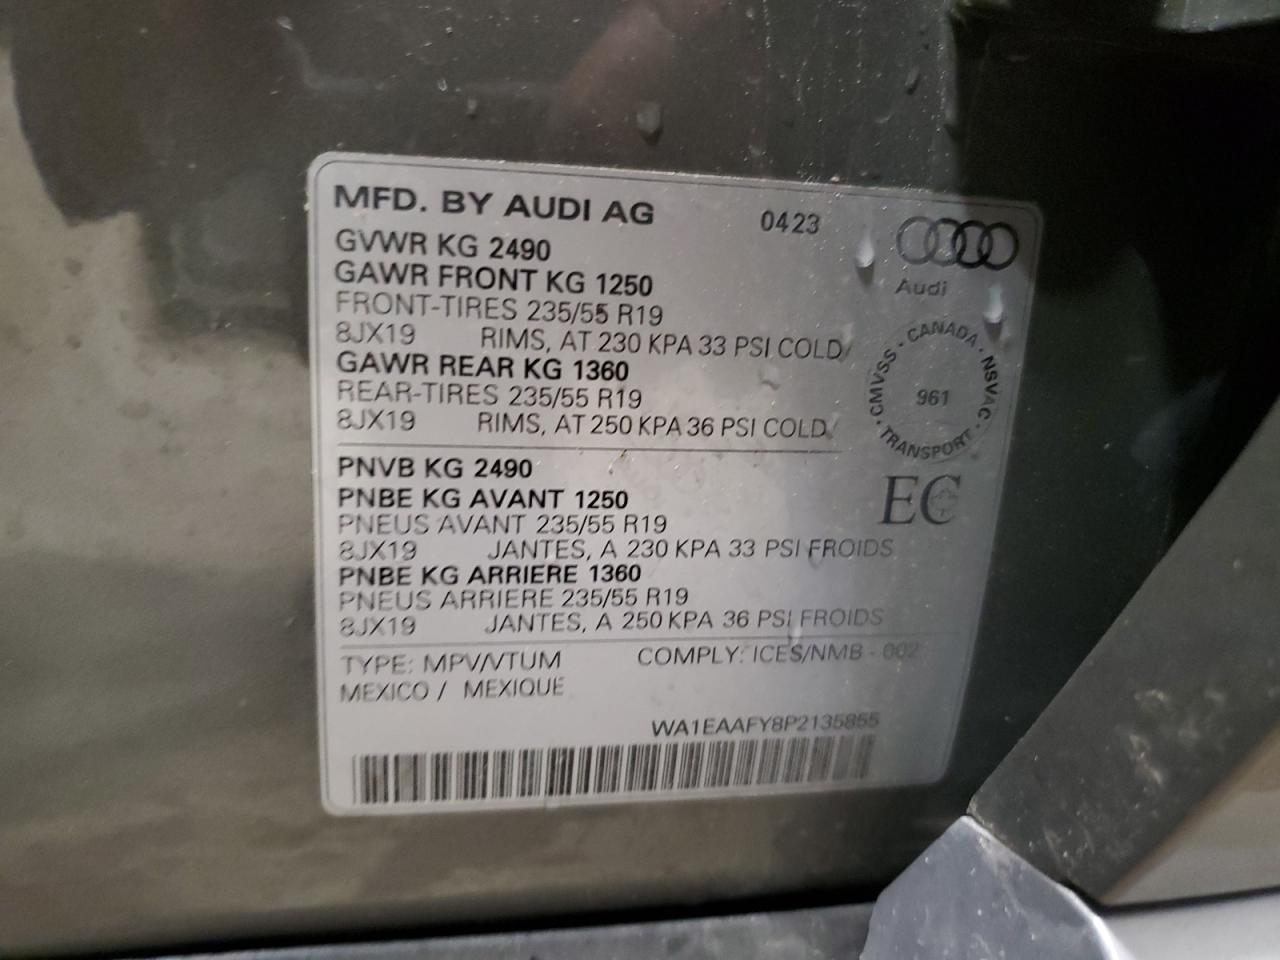 MFD. BY AUDI AG 0423
GVWR KG 2490
GAWR FRONT KG 1250
Audi
FRONT-TIRES 235/55 R19
8JX19 RIMS, AT 230 KPA 33 PSI COLD
GAWR REAR KG 1360
REAR-TIRES 235/55 R19
8JX19 RIMS, AT 250 KPA 36 PSI COLD
CANADA · NSVAC · TRANSPORT · CMVSS ·
961
PNVB KG 2490
PNBE KG AVANT 1250
EC
PNEUS AVANT 235/55 R19
8JX19 JANTES, A 230 KPA 33 PSI FROIDS
PNBE KG ARRIERE 1360
PNEUS ARRIERE 235/55 R19
8JX19 JANTES, A 250 KPA 36 PSI FROIDS
TYPE: MPV/VTUM COMPLY: ICES/NMB - 002
MEXICO / MEXIQUE
WA1EAAFY8P2135855